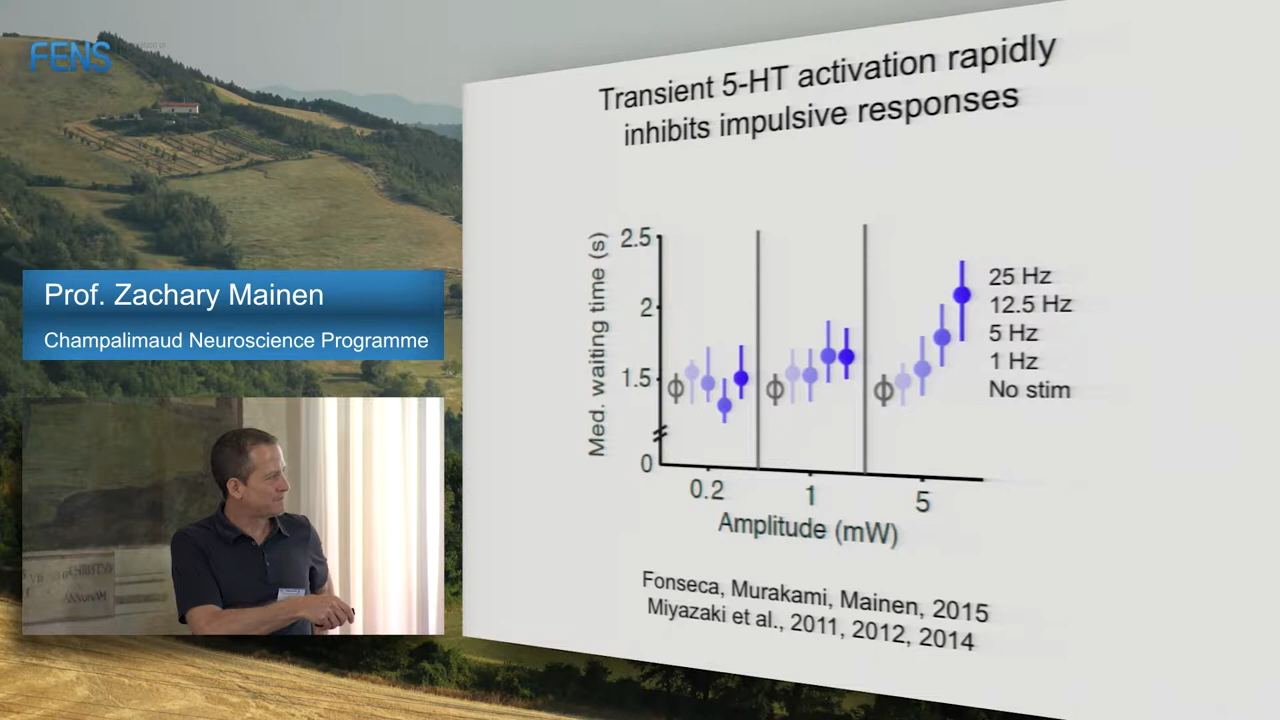 FENS
Prof. Zachary Mainen
Champalimaud Neuroscience Programme
Transient 5-HT activation rapidly
inhibits impulsive responses
Med. waiting time (s)
2.5
2
1.5
0
0.2
1
5
Amplitude (mW)
25 Hz
12.5 Hz
5 Hz
1 Hz
No stim
Fonseca, Murakami, Mainen, 2015
Miyazaki et al., 2011, 2012, 2014